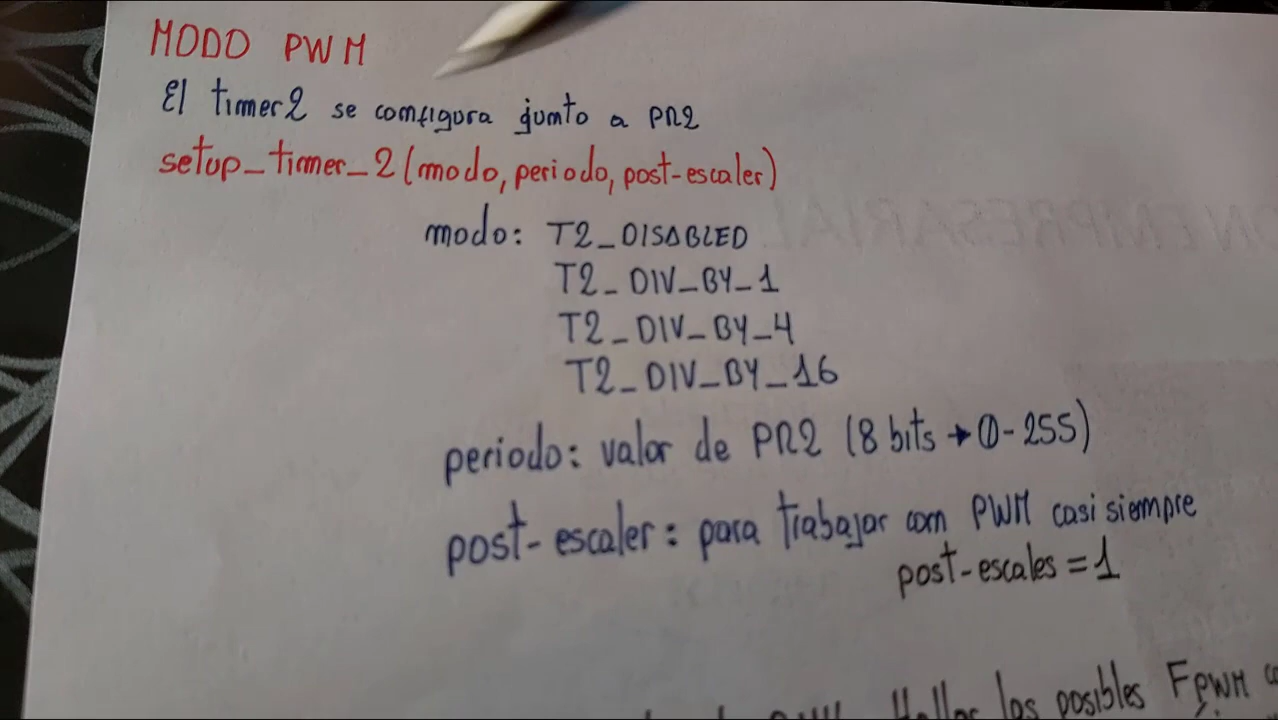 MODO PWM
El timer2 se configura junto a PR2
setup_timer_2(modo, periodo, post-escaler)
modo: T2_DISABLED
T2_DIV_BY_1
T2_DIV_BY_4
T2_DIV_BY_16
periodo: valor de PR2 (8 bits → 0-255)
post-escaler: para trabajar con PWM casi siempre
post-escales = 1
Hallar los posibles FPWM